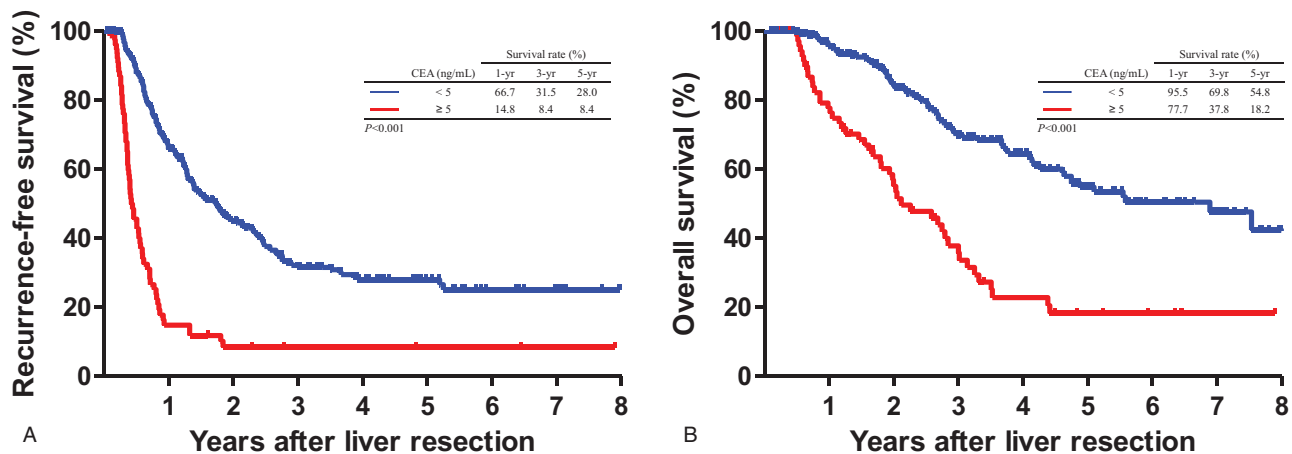 Recurrence-free survival (%)
100
80
60
40
20
0
1 2 3 4 5 6 7 8
Years after liver resection
A
Survival rate (%)
CEA (ng/mL) 1-yr 3-yr 5-yr
< 5 66.7 31.5 28.0
≥ 5 14.8 8.4 8.4
P<0.001
Overall survival (%)
100
80
60
40
20
0
1 2 3 4 5 6 7 8
Years after liver resection
B
Survival rate (%)
CEA (ng/mL) 1-yr 3-yr 5-yr
< 5 95.5 69.8 54.8
≥ 5 77.7 37.8 18.2
P<0.001